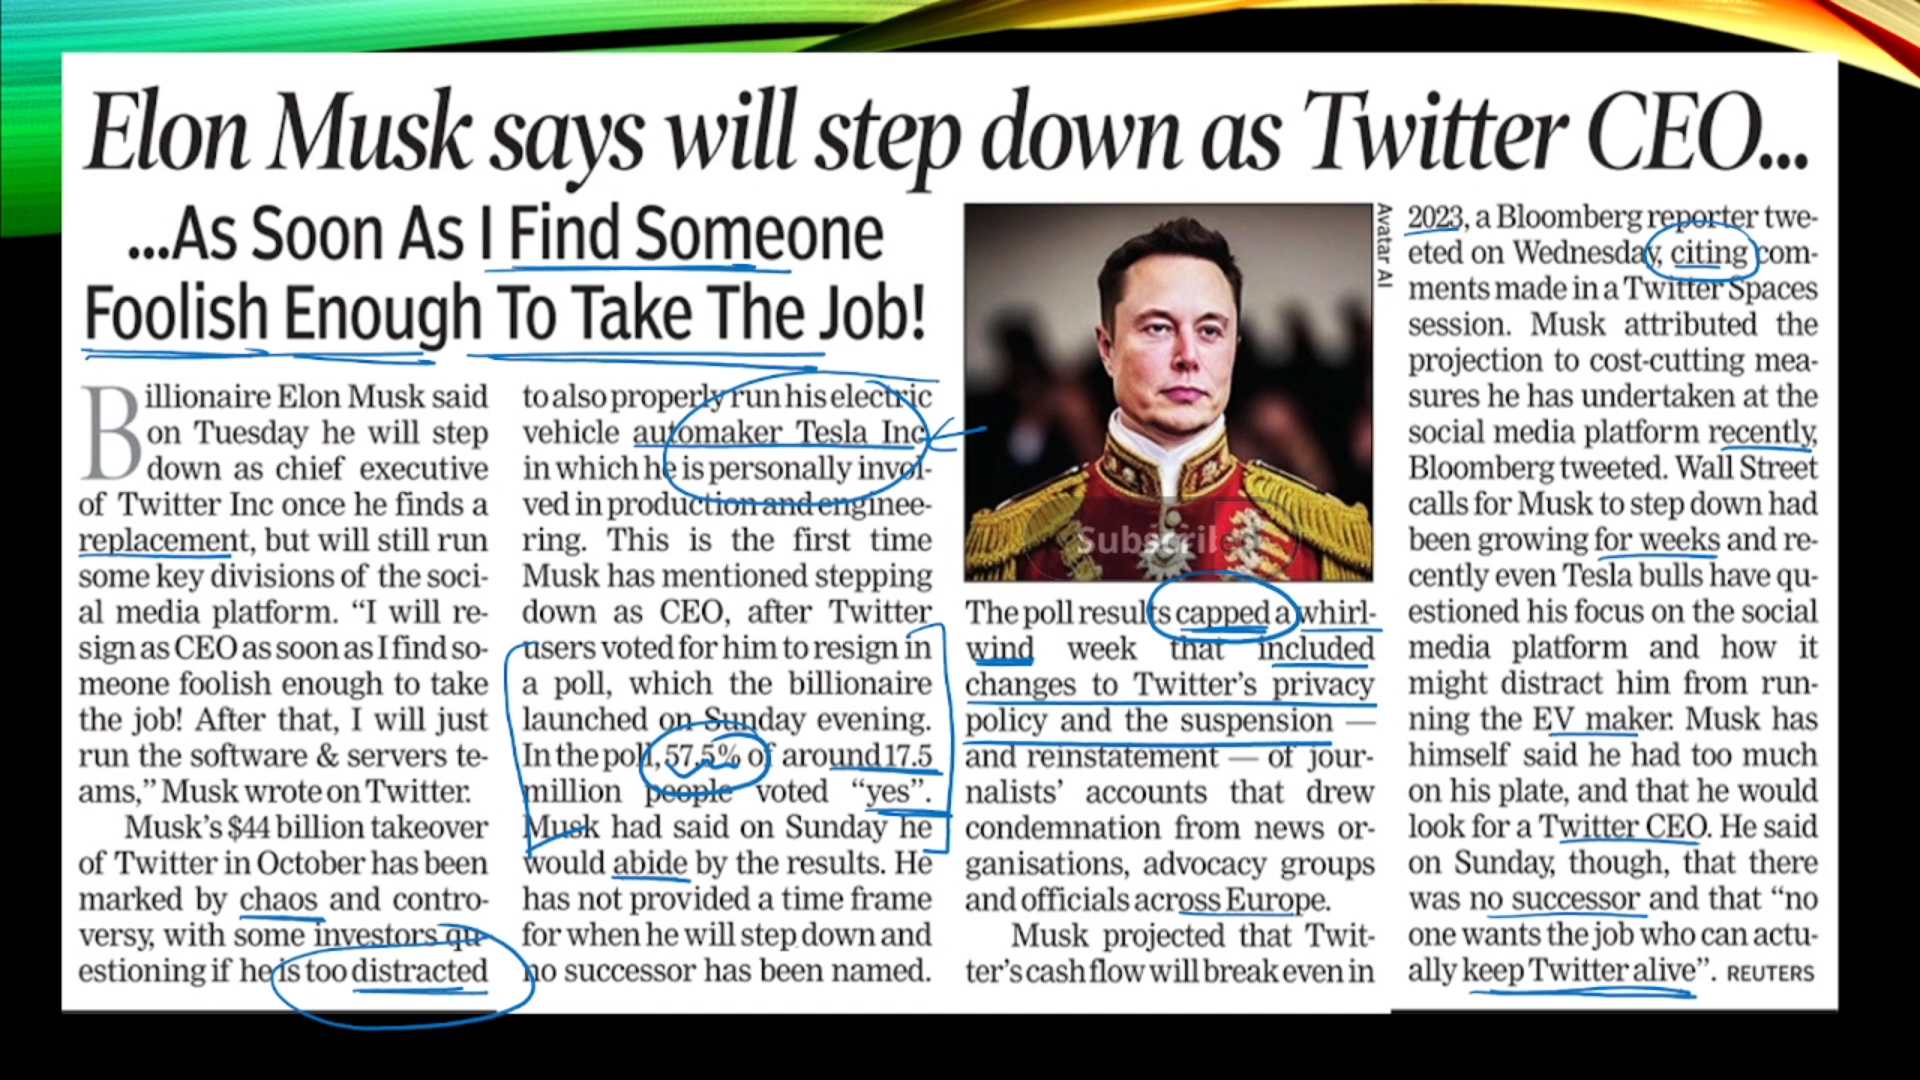 Elon Musk says will step down as Twitter CEO...
...As Soon As I Find Someone
Foolish Enough To Take The Job!
Billionaire Elon Musk said
on Tuesday he will step
down as chief executive
of Twitter Inc once he finds a
replacement, but will still run
some key divisions of the soci-
al media platform. “I will re-
sign as CEO as soon as I find so-
meone foolish enough to take
the job! After that, I will just
run the software & servers te-
ams,” Musk wrote on Twitter.
Musk’s $44 billion takeover
of Twitter in October has been
marked by chaos and contro-
versy, with some investors qu-
estioning if he is too distracted
to also properly run his electric
vehicle automaker Tesla Inc
in which he is personally invol-
ved in production and enginee-
ring. This is the first time
Musk has mentioned stepping
down as CEO, after Twitter
users voted for him to resign in
a poll, which the billionaire
launched on Sunday evening.
In the poll, 57.5% of around 17.5
million people voted “yes”.
Musk had said on Sunday he
would abide by the results. He
has not provided a time frame
for when he will step down and
no successor has been named.
Avatar AI
Subscribe
The poll results capped a whirl-
wind week that included
changes to Twitter’s privacy
policy and the suspension —
and reinstatement — of jour-
nalists’ accounts that drew
condemnation from news or-
ganisations, advocacy groups
and officials across Europe.
Musk projected that Twit-
ter’s cash flow will break even in
2023, a Bloomberg reporter twe-
eted on Wednesday, citing com-
ments made in a Twitter Spaces
session. Musk attributed the
projection to cost-cutting mea-
sures he has undertaken at the
social media platform recently,
Bloomberg tweeted. Wall Street
calls for Musk to step down had
been growing for weeks and re-
cently even Tesla bulls have qu-
estioned his focus on the social
media platform and how it
might distract him from run-
ning the EV maker. Musk has
himself said he had too much
on his plate, and that he would
look for a Twitter CEO. He said
on Sunday, though, that there
was no successor and that “no
one wants the job who can actu-
ally keep Twitter alive”. REUTERS